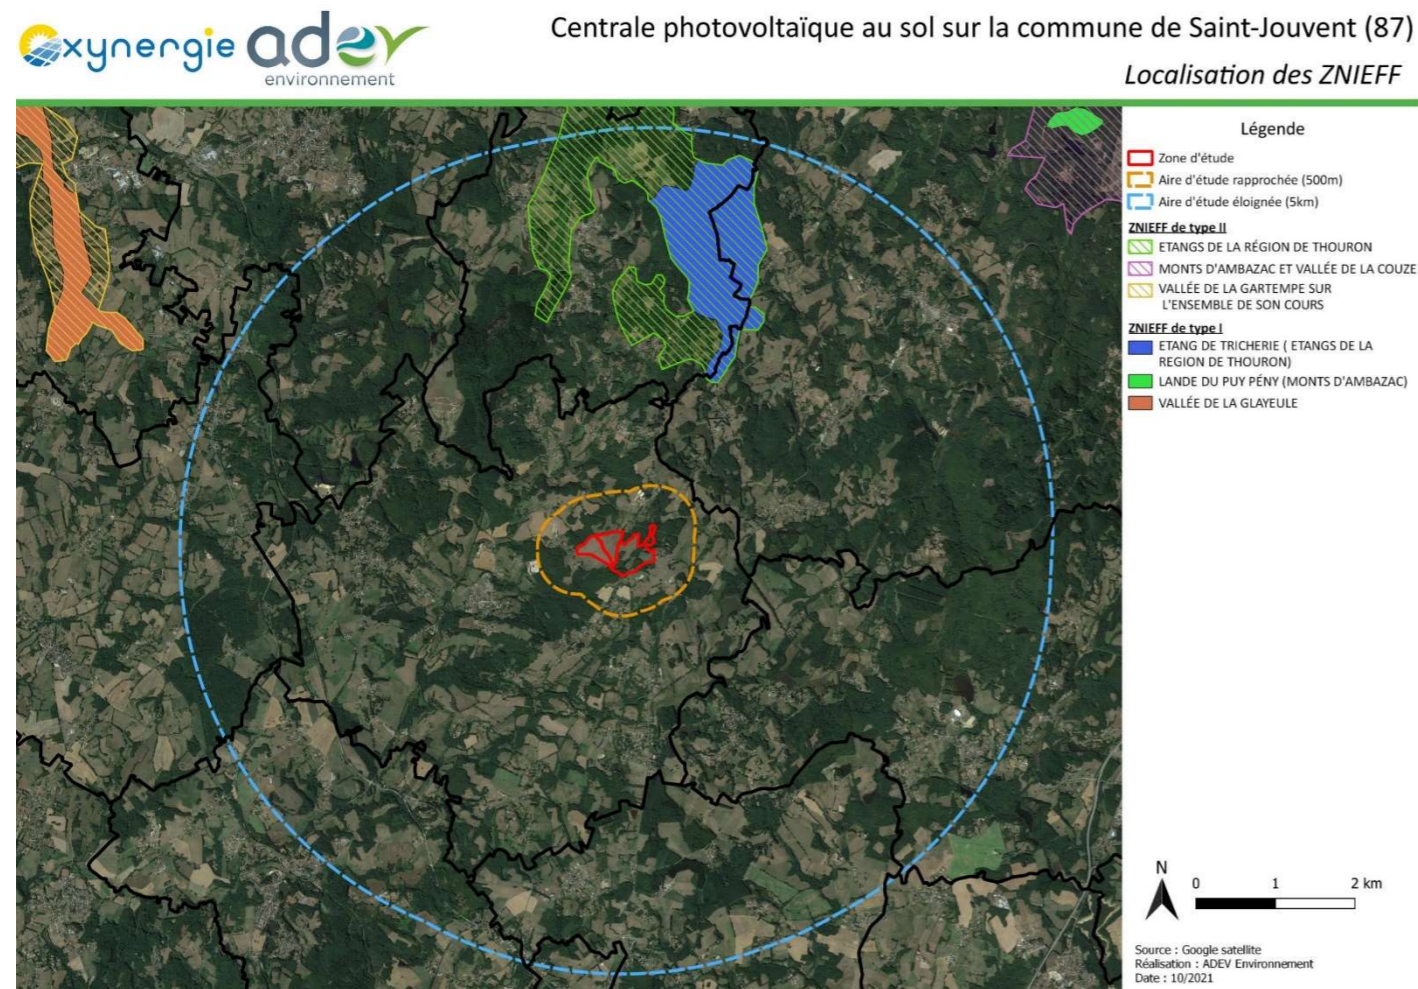 xynergie
adev
environnement
Centrale photovoltaïque au sol sur la commune de Saint-Jouvent (87)
Localisation des ZNIEFF
Légende
Zone d'étude
Aire d'étude rapprochée (500m)
Aire d'étude éloignée (5km)
ZNIEFF de type II
ETANGS DE LA RÉGION DE THOURON
MONTS D'AMBAZAC ET VALLÉE DE LA COUZE
VALLÉE DE LA GARTEMPE SUR
L'ENSEMBLE DE SON COURS
ZNIEFF de type I
ETANG DE TRICHERIE ( ETANGS DE LA
REGION DE THOURON)
LANDE DU PUY PÉNY (MONTS D'AMBAZAC)
VALLÉE DE LA GLAYEULE
N
0 1 2 km
Source : Google satellite
Réalisation : ADEV Environnement
Date : 10/2021